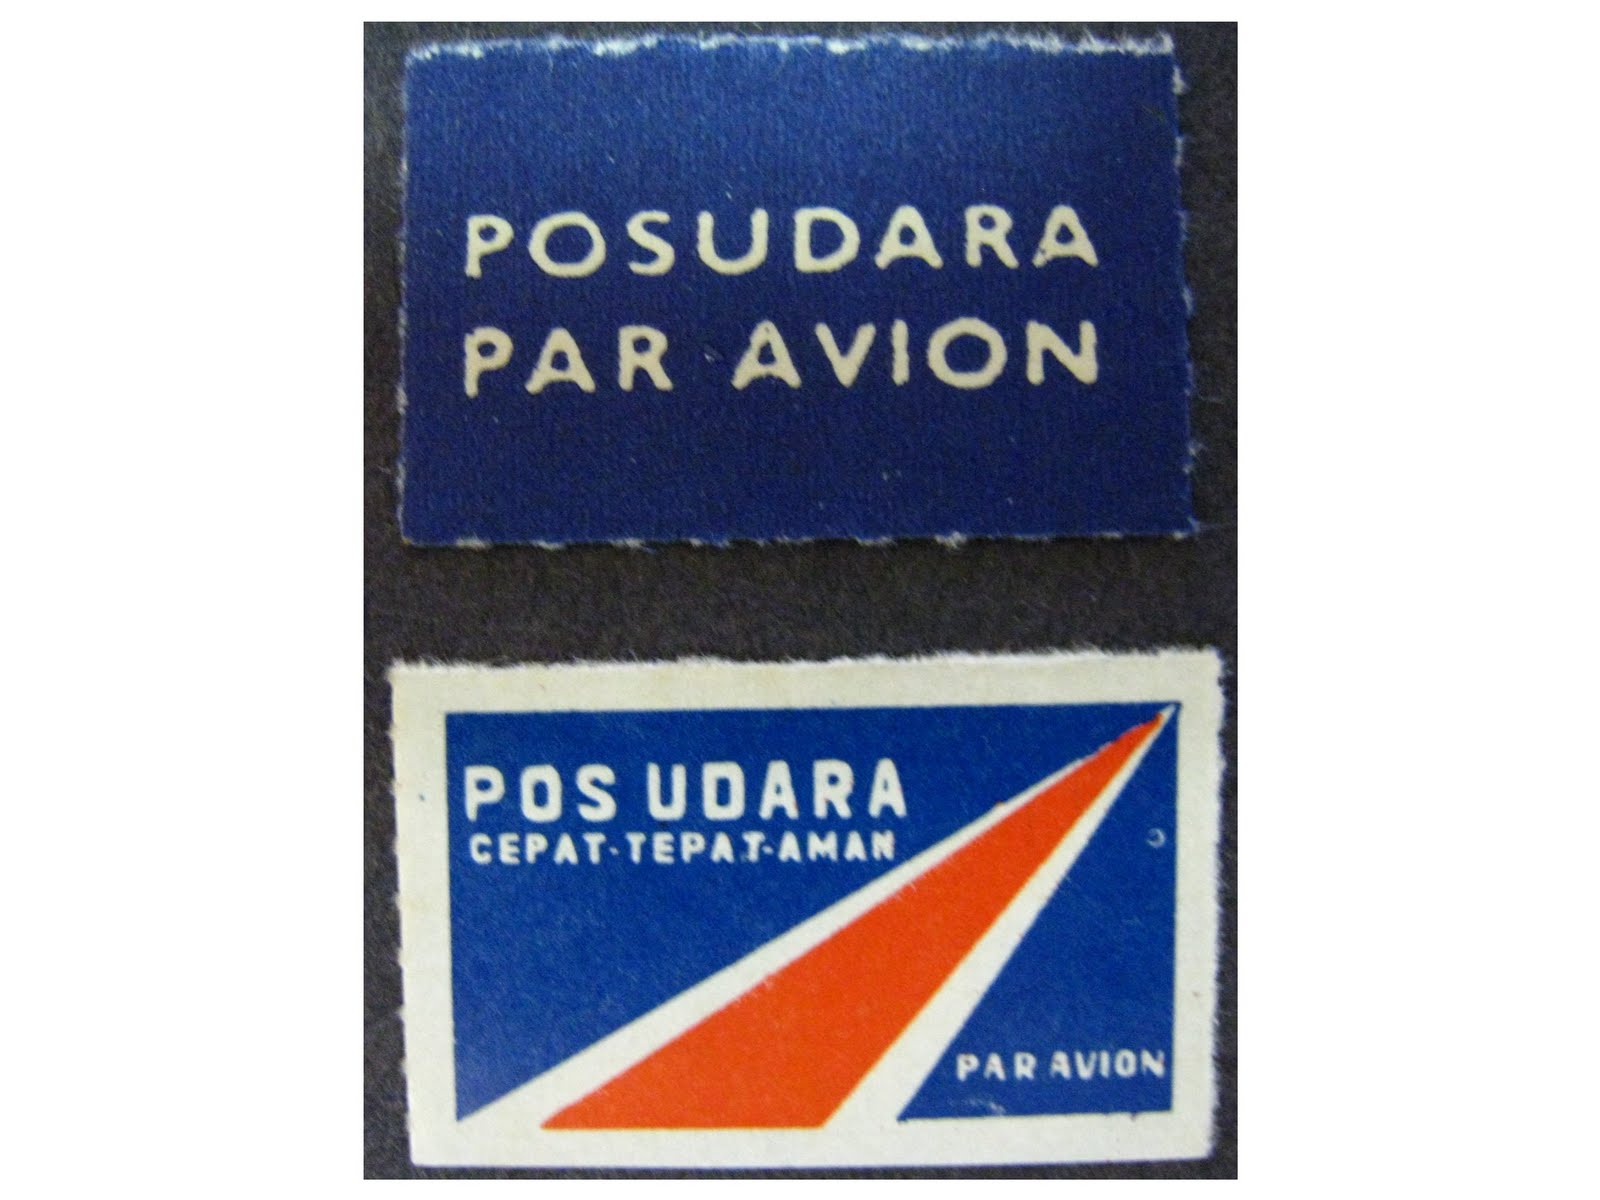 POSUDARA
PAR AVION
POS UDARA
CEPAT-TEPAT-AMAN
PAR AVION